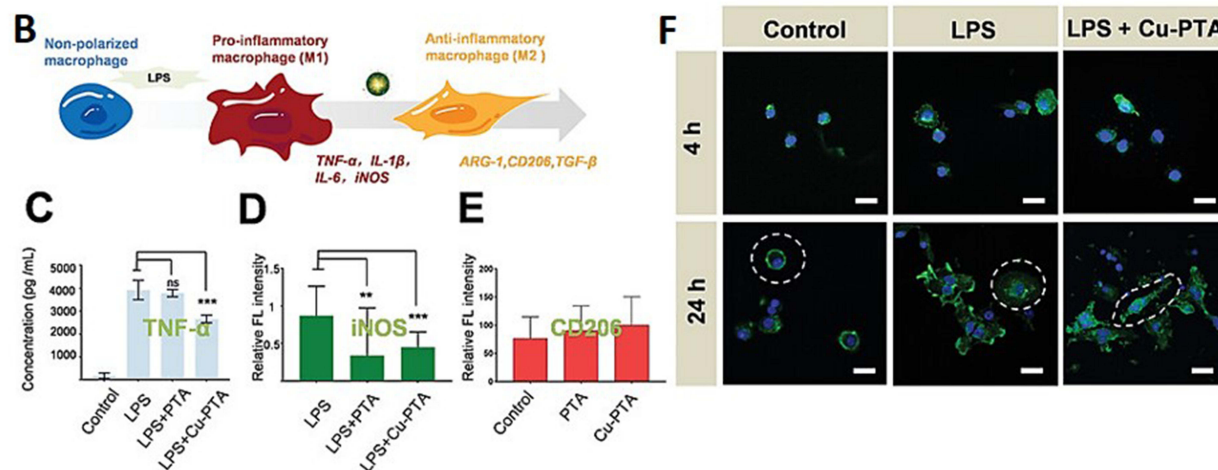 B
Non-polarized
macrophage
LPS
Pro-inflammatory
macrophage (M1)
Anti-inflammatory
macrophage (M2 )
TNF-α, IL-1β,
IL-6, iNOS
ARG-1,CD206,TGF-β
C
Concentration (pg /mL)
5000
4000
3000
2000
1000
ns
***
TNF-α
Control
LPS
LPS+PTA
LPS+Cu-PTA
D
Relative FL intensity
1.5
1
0.5
0
**
***
iNOS
LPS
LPS+PTA
LPS+Cu-PTA
E
Relative FL intensity
200
150
100
50
0
CD206
Control
PTA
Cu-PTA
F
Control
LPS
LPS + Cu-PTA
4 h
24 h